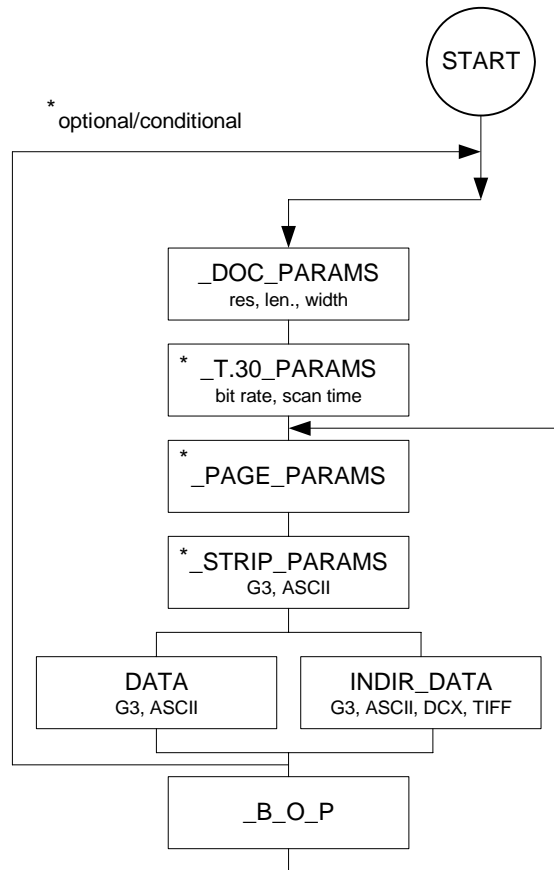 START
*
optional/conditional
_DOC_PARAMS
res, len., width
* _T.30_PARAMS
bit rate, scan time
*
_PAGE_PARAMS
* _STRIP_PARAMS
G3, ASCII
DATA
G3, ASCII
INDIR_DATA
G3, ASCII, DCX, TIFF
_B_O_P